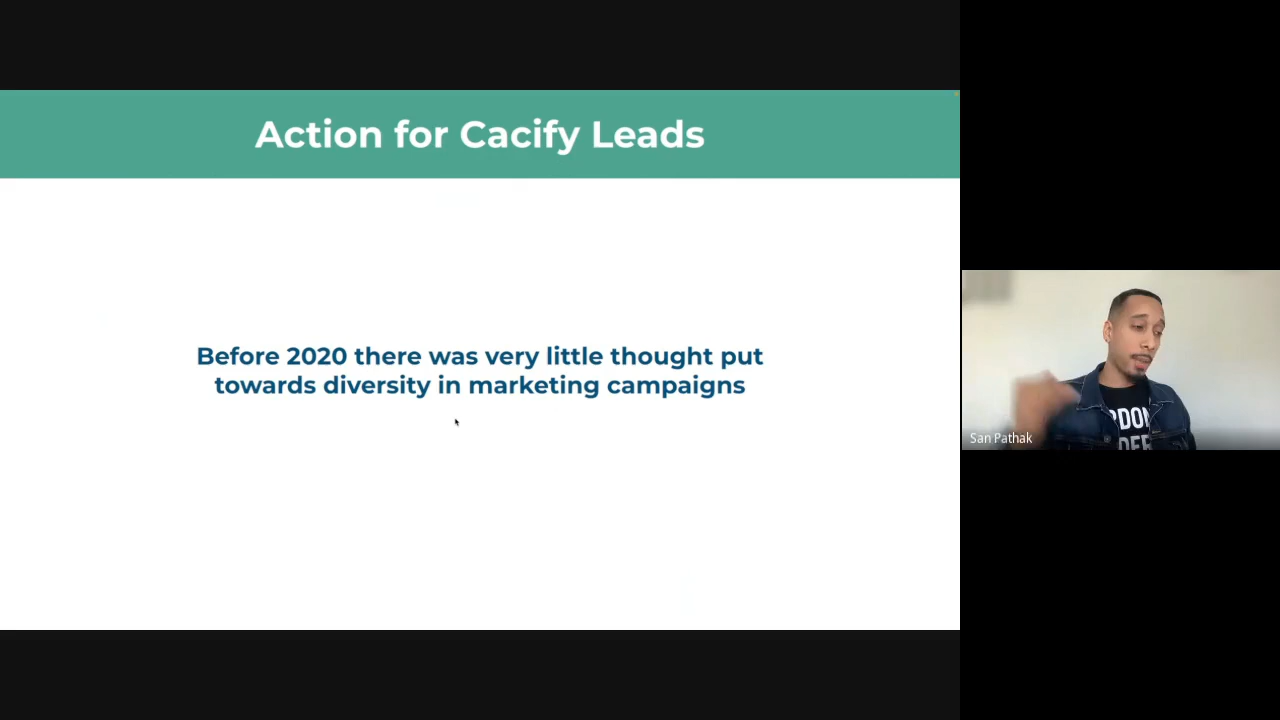 Action for Cacify Leads
Before 2020 there was very little thought put
towards diversity in marketing campaigns
San Pathak